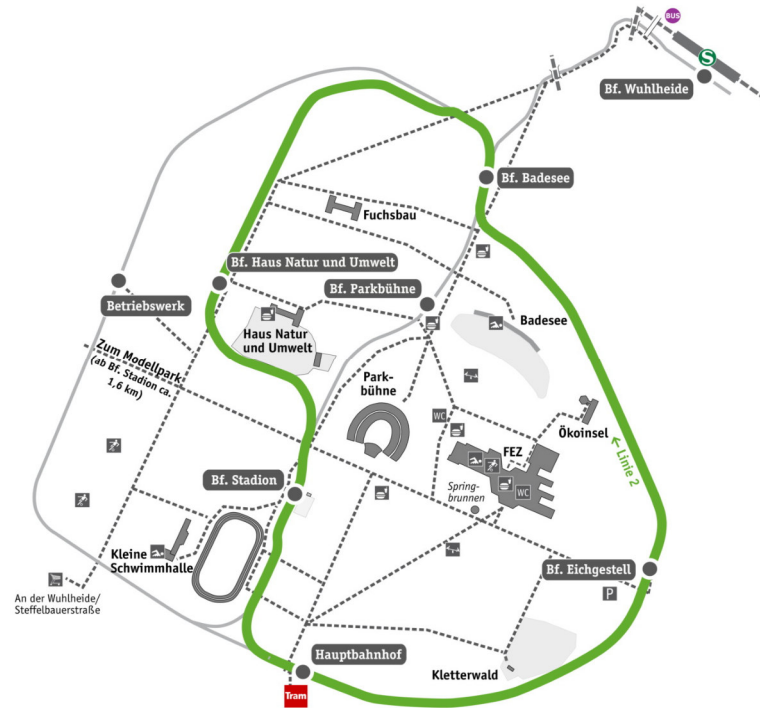 BUS
S
Bf. Wuhlheide
Bf. Badesee
Fuchsbau
Bf. Haus Natur und Umwelt
Bf. Parkbühne
Betriebswerk
Haus Natur
und Umwelt
Badesee
Zum Modellpark
(ab Bf. Stadion ca.
1,6 km)
Park-
bühne
WC
Ökoinsel
FEZ
← Linie 2
Bf. Stadion
Spring-
brunnen
WC
Kleine
Schwimmhalle
Bf. Eichgestell
An der Wuhlheide/
Steffelbauerstraße
P
Hauptbahnhof
Kletterwald
Tram